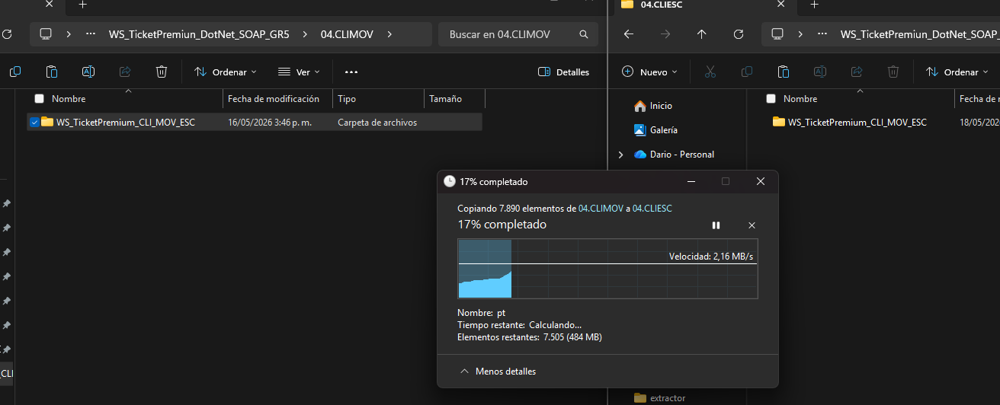 04.CLIESC
WS_TicketPremiun_DotNet_SOAP_GR5 > 04.CLIMOV >
Buscar en 04.CLIMOV
WS_TicketPremiun_DotNet_SOAP_
Ordenar
Ver
Detalles
Nuevo
Ordenar
Nombre
Fecha de modificación
Tipo
Tamaño
WS_TicketPremium_CLI_MOV_ESC
16/05/2026 3:46 p. m.
Carpeta de archivos
Inicio
Galería
Dario - Personal
Nombre
Fecha de
WS_TicketPremium_CLI_MOV_ESC
18/05/2026
17% completado
Copiando 7.890 elementos de 04.CLIMOV a 04.CLIESC
17% completado
Velocidad: 2,16 MB/s
Nombre: pt
Tiempo restante: Calculando...
Elementos restantes: 7.505 (484 MB)
Menos detalles
_CLI
extractor